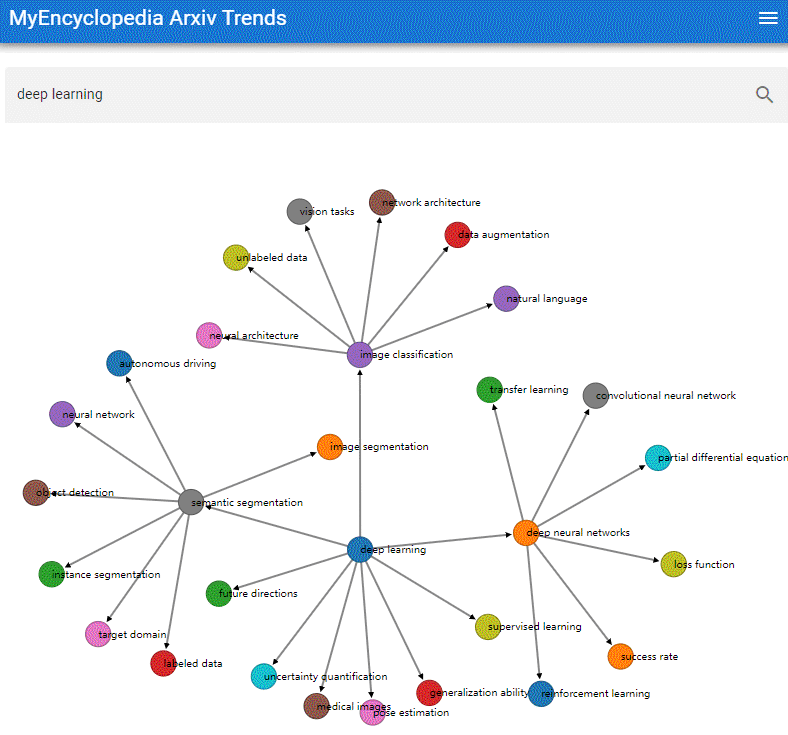 MyEncyclopedia Arxiv Trends
deep learning
network architecture
vision tasks
data augmentation
unlabeled data
natural language
neural architecture
image classification
autonomous driving
transfer learning
convolutional neural network
neural network
image segmentation
partial differential equation
object detection
semantic segmentation
deep neural networks
deep learning
loss function
instance segmentation
future directions
supervised learning
target domain
success rate
labeled data
uncertainty quantification
generalization ability
reinforcement learning
medical images
pose estimation